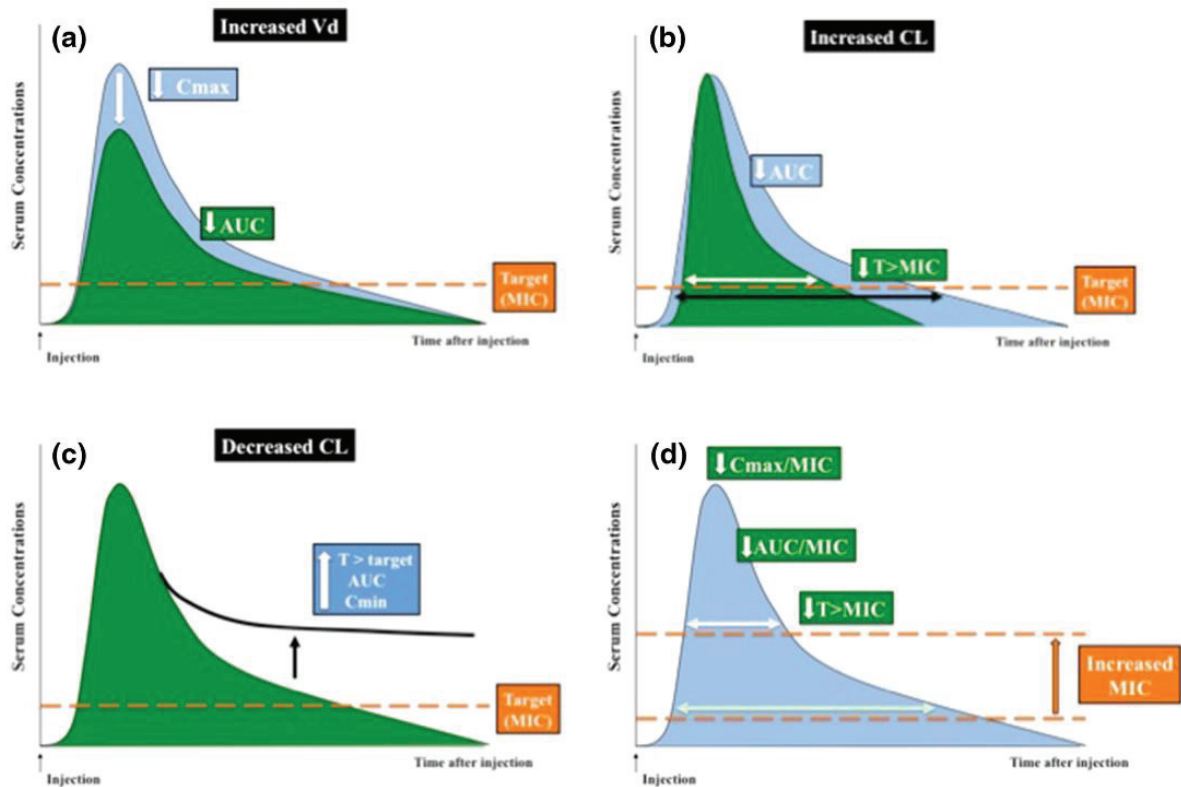 (a)
Increased Vd
Cmax
AUC
Target
(MIC)
Serum Concentrations
Injection
Time after injection
(b)
Increased CL
AUC
T>MIC
Target
(MIC)
Serum Concentrations
Injection
Time after injection
(c)
Decreased CL
T > target
AUC
Cmin
Target
(MIC)
Serum Concentrations
Injection
Time after injection
(d)
Cmax/MIC
AUC/MIC
T>MIC
Increased
MIC
Serum Concentrations
Injection
Time after injection